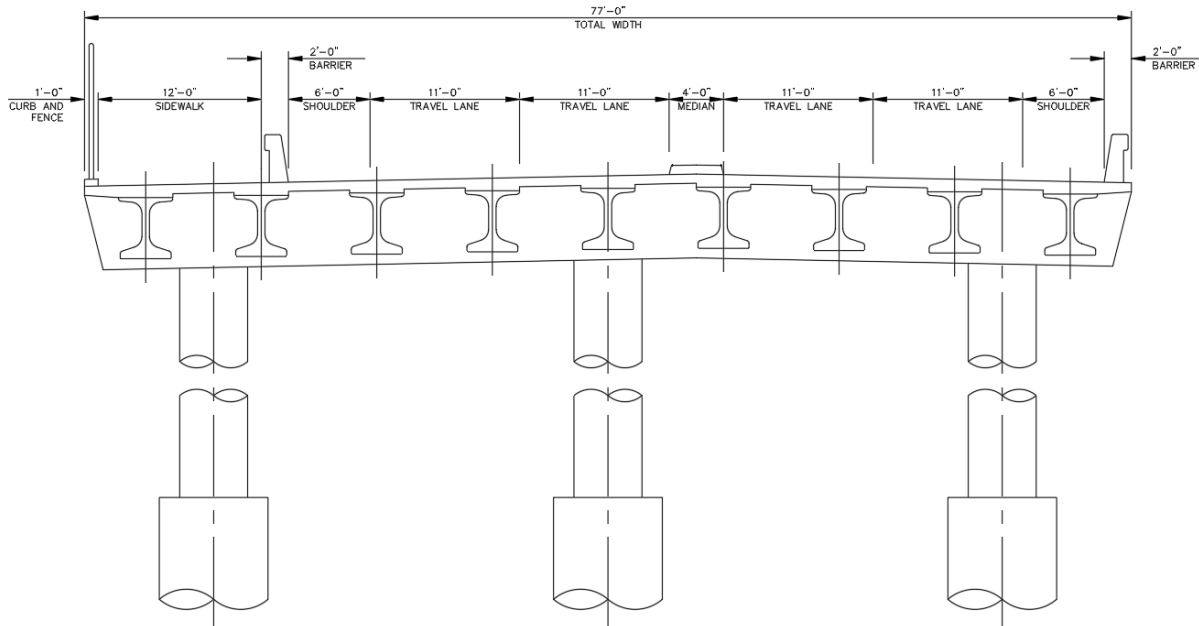 77'-0"
TOTAL WIDTH
2'-0"
BARRIER
2'-0"
BARRIER
1'-0"
CURB AND
FENCE
12'-0"
SIDEWALK
6'-0"
SHOULDER
11'-0"
TRAVEL LANE
11'-0"
TRAVEL LANE
4'-0"
MEDIAN
11'-0"
TRAVEL LANE
11'-0"
TRAVEL LANE
6'-0"
SHOULDER